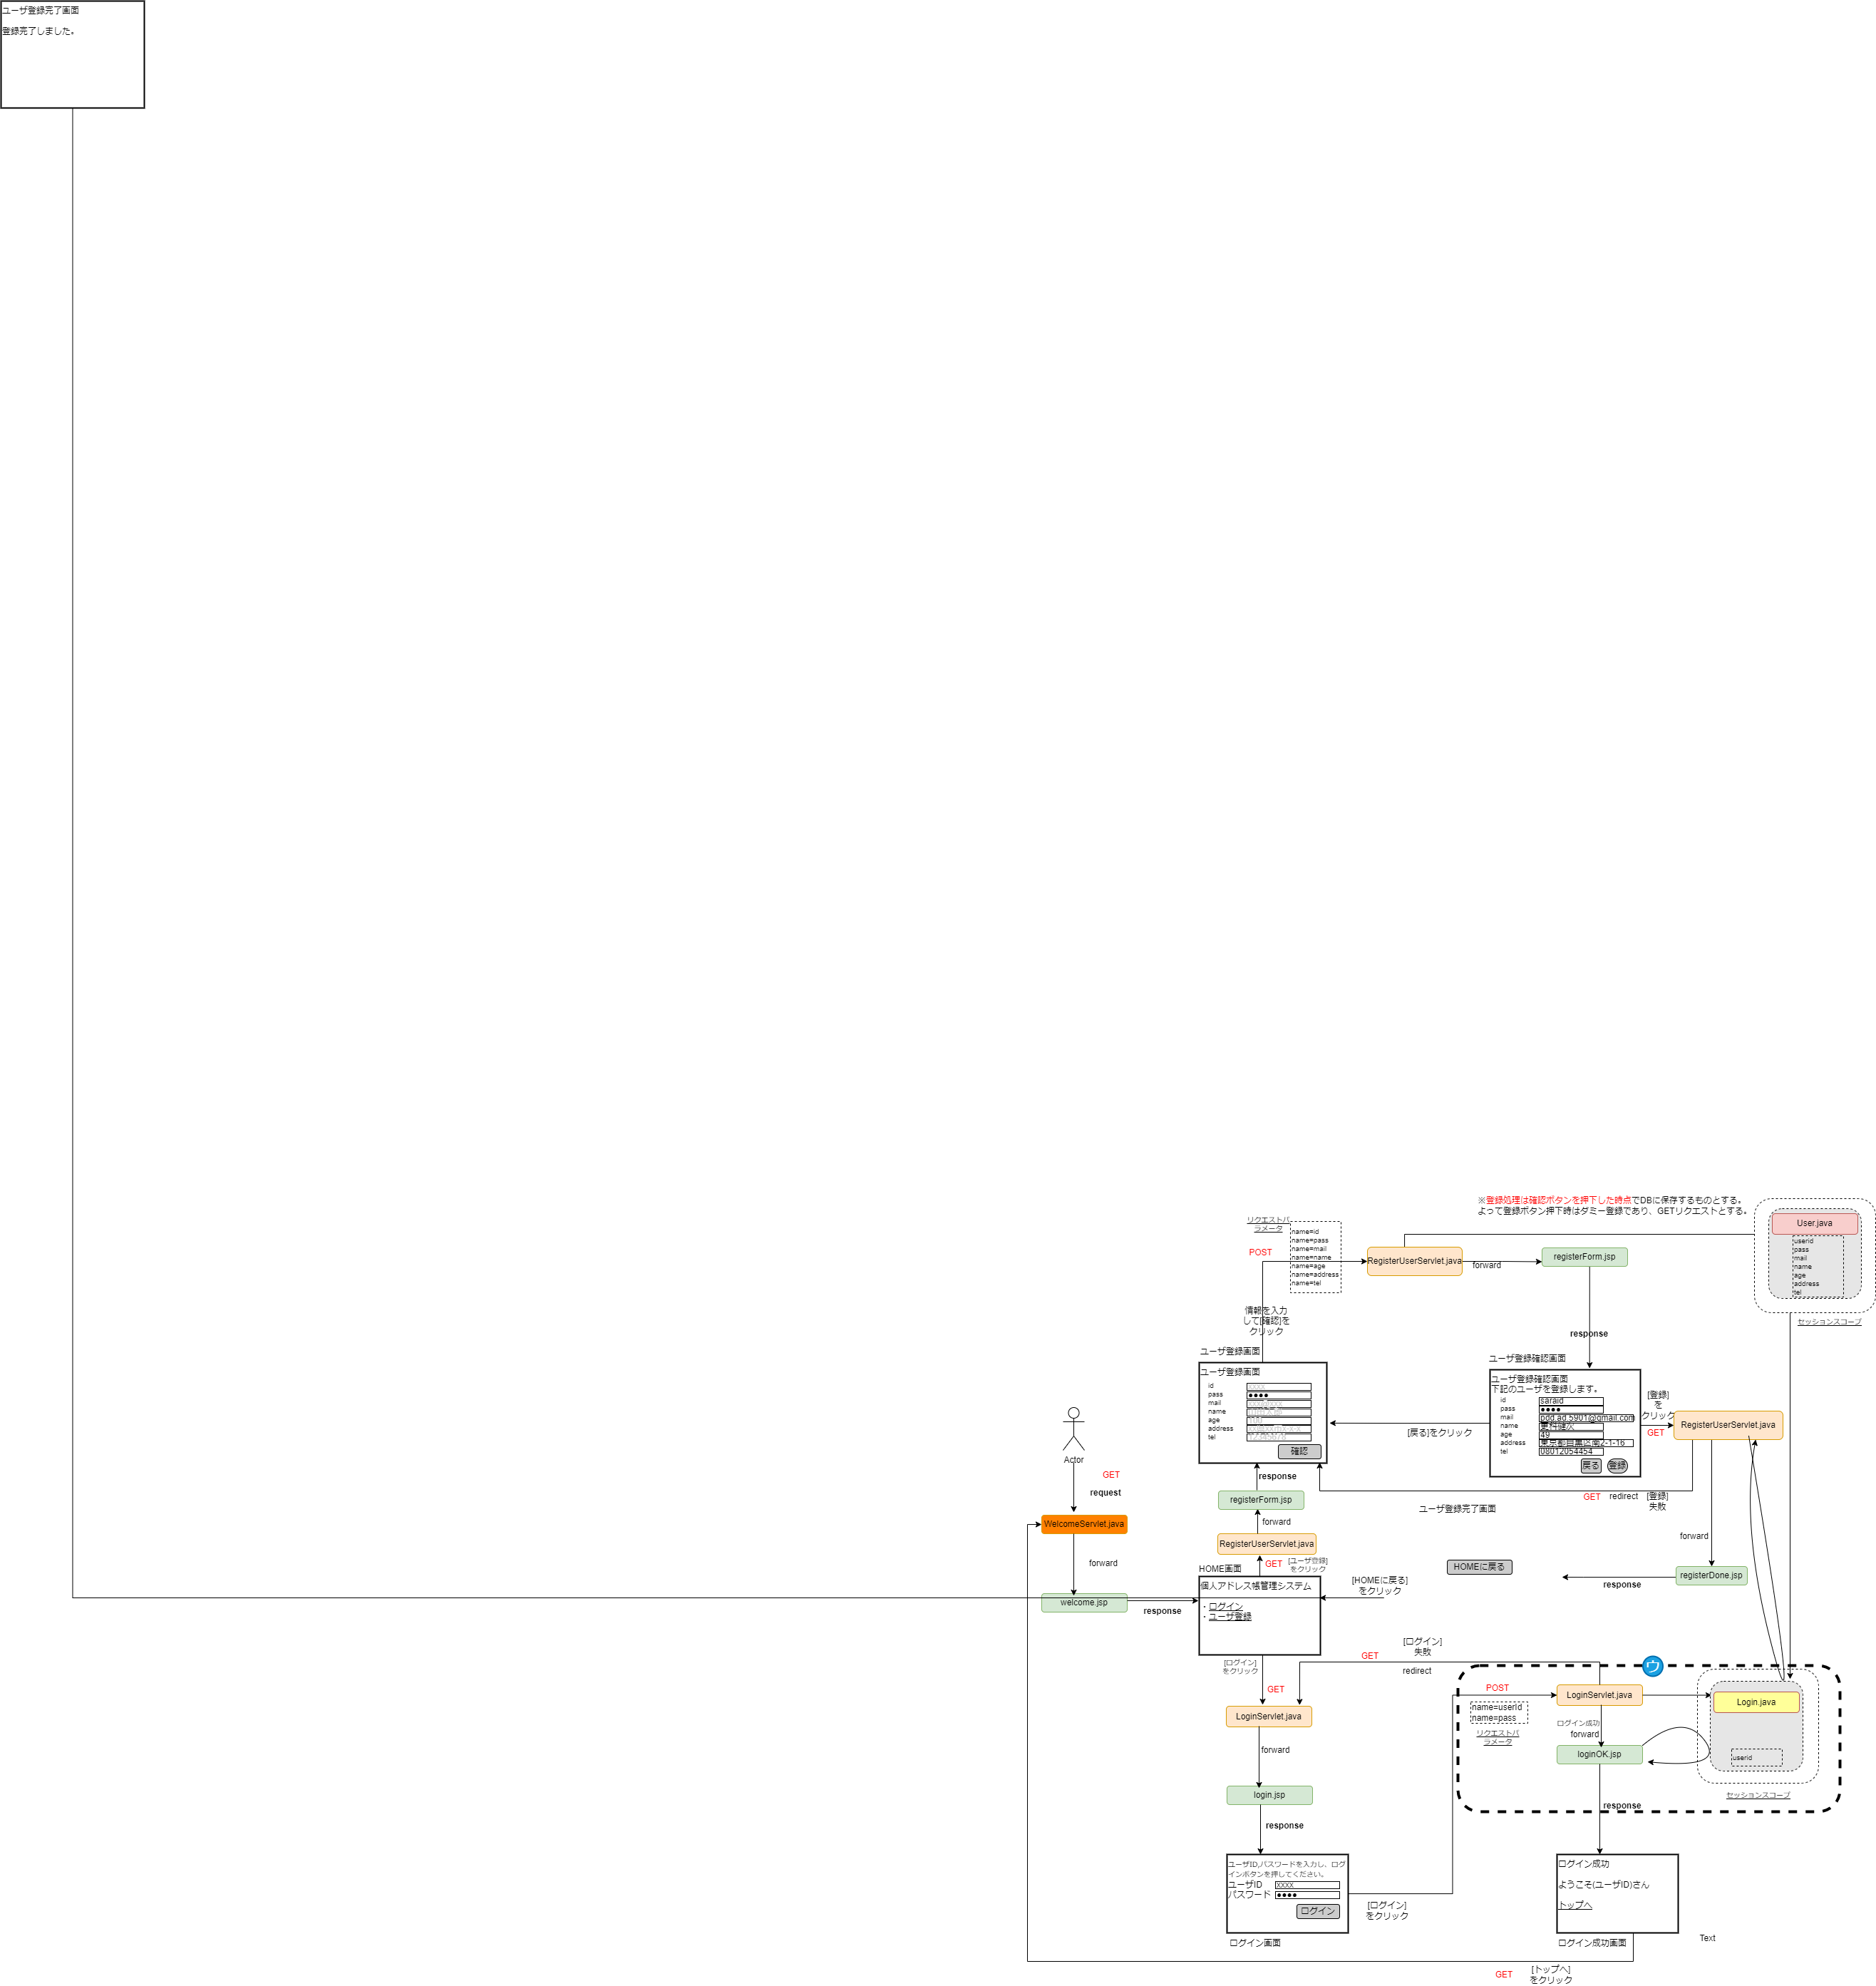 ユーザ登録完了画面
登録完了しました。
※登録処理は確認ボタンを押下した時点でDBに保存するものとする。
よって登録ボタン押下時はダミー登録であり、GETリクエストとする。
User.java
userid
pass
mail
name
age
address
tel
セッションスコープ
リクエストパ
ラメータ
name=id
name=pass
name=mail
name=name
name=age
name=address
name=tel
POST
RegisterUserServlet.java
forward
registerForm.jsp
情報を入力
して[確認]を
クリック
response
ユーザ登録画面
ユーザ登録画面
id
xxxx
pass
●●●●
mail
name
age
address
tel
確認
ユーザ登録確認画面
ユーザ登録確認画面
下記のユーザを登録します。
id
saraid
pass
●●●●
mail
name
age
49
address
東京都目黒区南2-1-16
tel
08012054454
戻る
登録
[戻る]をクリック
[登録]
を
クリック
GET
RegisterUserServlet.java
GET
redirect
[登録]
失敗
ユーザ登録完了画面
forward
registerDone.jsp
response
HOMEに戻る
[HOMEに戻る]
をクリック
Actor
GET
request
WelcomeServlet.java
forward
welcome.jsp
response
response
registerForm.jsp
forward
RegisterUserServlet.java
GET
[ユーザ登録]
をクリック
HOME画面
個人アドレス帳管理システム
・ログイン
・ユーザ登録
[ログイン]
をクリック
GET
LoginServlet.java
forward
login.jsp
response
ユーザID,パスワードを入力し、ログ
インボタンを押してください。
ユーザID
XXXX
パスワード
●●●●
ログイン
ログイン画面
[ログイン]
をクリック
[ログイン]
失敗
GET
redirect
ウ
POST
name=userId
name=pass
リクエストパ
ラメータ
LoginServlet.java
ログイン成功
forward
loginOK.jsp
Login.java
userid
セッションスコープ
response
ログイン成功
ようこそ(ユーザID)さん
トップへ
ログイン成功画面
Text
GET
[トップへ]
をクリック